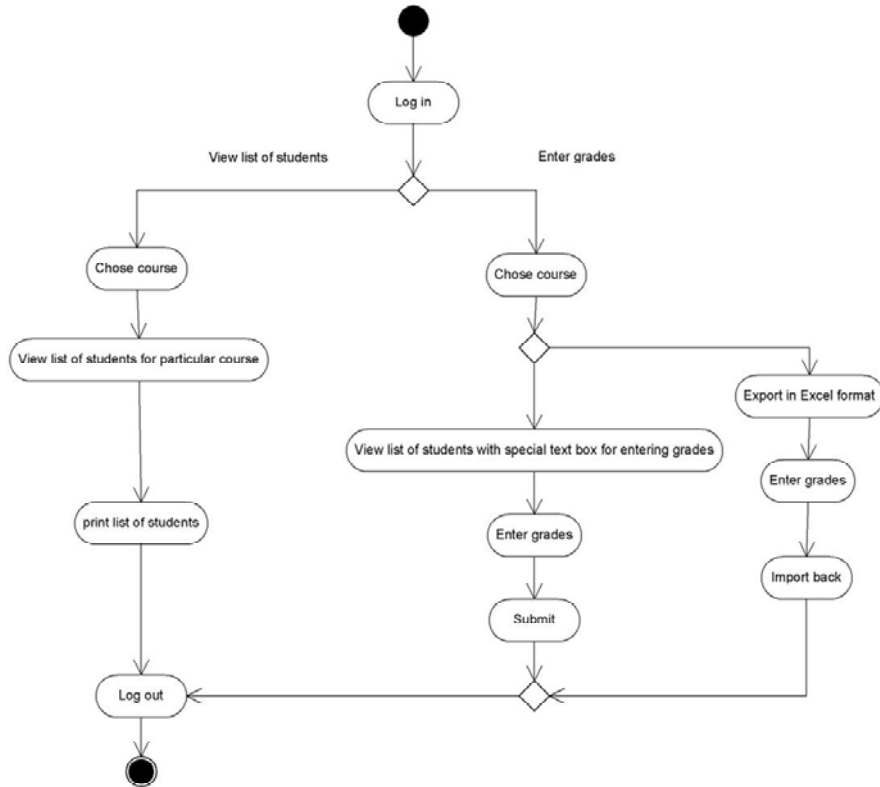 Log in
View list of students
Enter grades
Chose course
Chose course
View list of students for particular course
Export in Excel format
View list of students with special text box for entering grades
Enter grades
print list of students
Enter grades
Import back
Submit
Log out